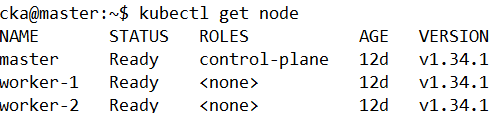 cka@master:~$ kubectl get node
NAME STATUS ROLES AGE VERSION
master Ready control-plane 12d v1.34.1
worker-1 Ready <none> 12d v1.34.1
worker-2 Ready <none> 12d v1.34.1